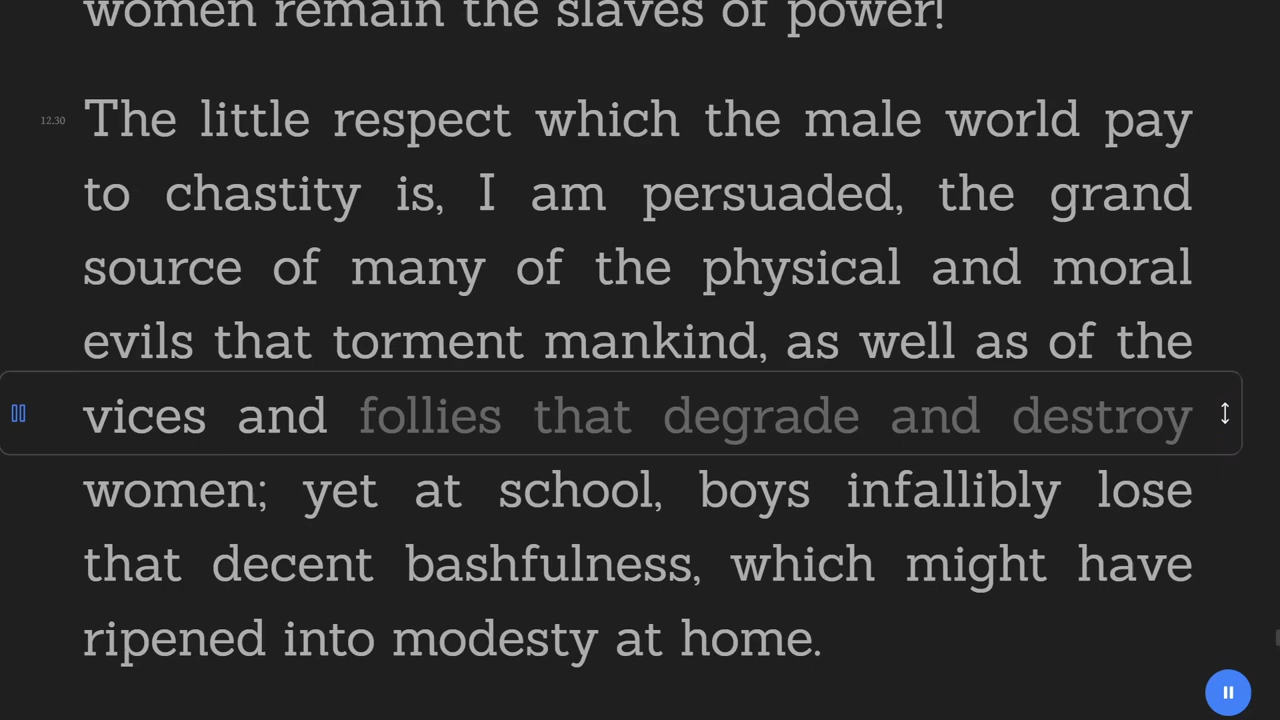 women remain the slaves of power!
12.30
The little respect which the male world pay
to chastity is, I am persuaded, the grand
source of many of the physical and moral
evils that torment mankind, as well as of the
vices and follies that degrade and destroy
women; yet at school, boys infallibly lose
that decent bashfulness, which might have
ripened into modesty at home.